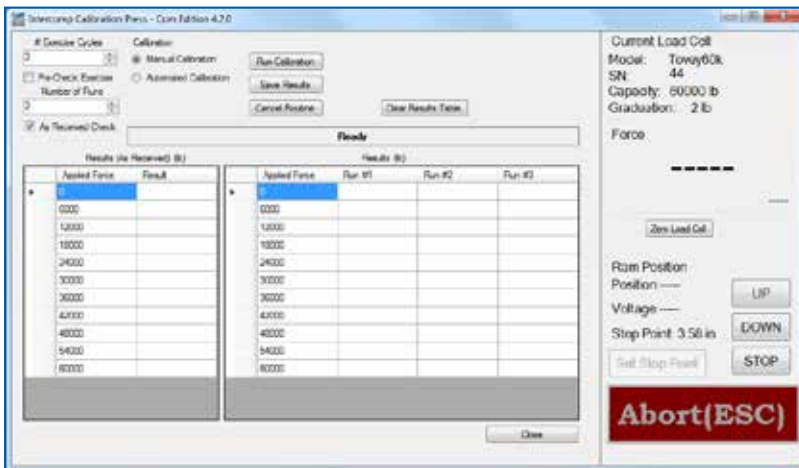 Intercomp Calibration Press - Com Edition 4.2.0
# Exercise Cycles
Calibration
3
Manual Calibration
Run Calibration
Pre-Check Exercise
Automated Calibration
Number of Runs
Save Results
3
Cancel Routine
Clear Results Table
As Received Check
Ready
Results (As Received) (lb)
Results (lb)
Applied Force Result
Applied Force Run #1 Run #2 Run #3
0 0
6000 6000
12000 12000
18000 18000
24000 24000
30000 30000
36000 36000
42000 42000
48000 48000
54000 54000
60000 60000
Close
Current Load Cell
Model: Tovey60k
SN: 44
Capacity: 60000 lb
Graduation: 2 lb
Force
-----
----
Zero Load Cell
Ram Position
Position -----
UP
Voltage -----
DOWN
Stop Point 3.58 in
Set Stop Point
STOP
Abort(ESC)